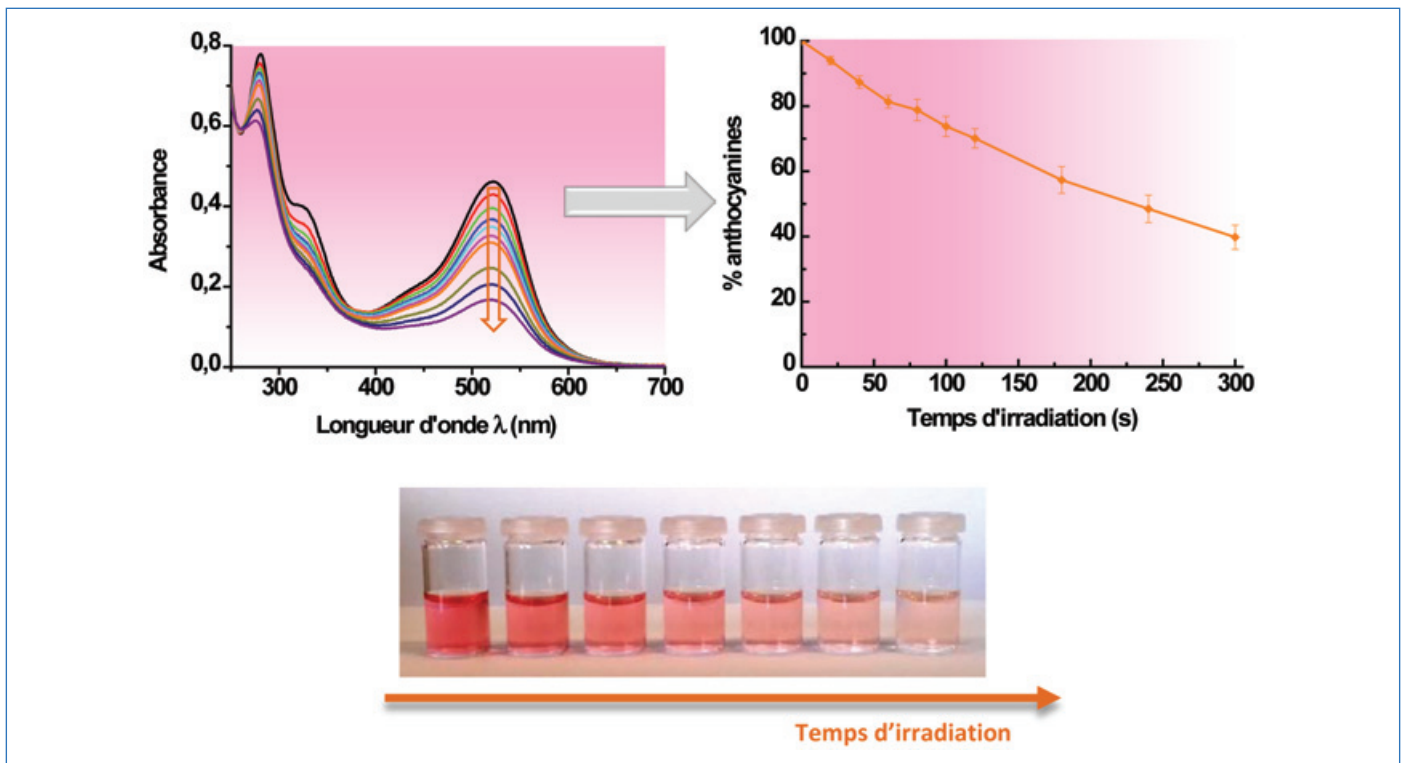 0,8
0,6
0,4
0,2
0,0
Absorbance
300 400 500 600 700
Longueur d'onde λ (nm)
100
80
60
40
20
0
% anthocyanines
0 50 100 150 200 250 300
Temps d'irradiation (s)
Temps d'irradiation